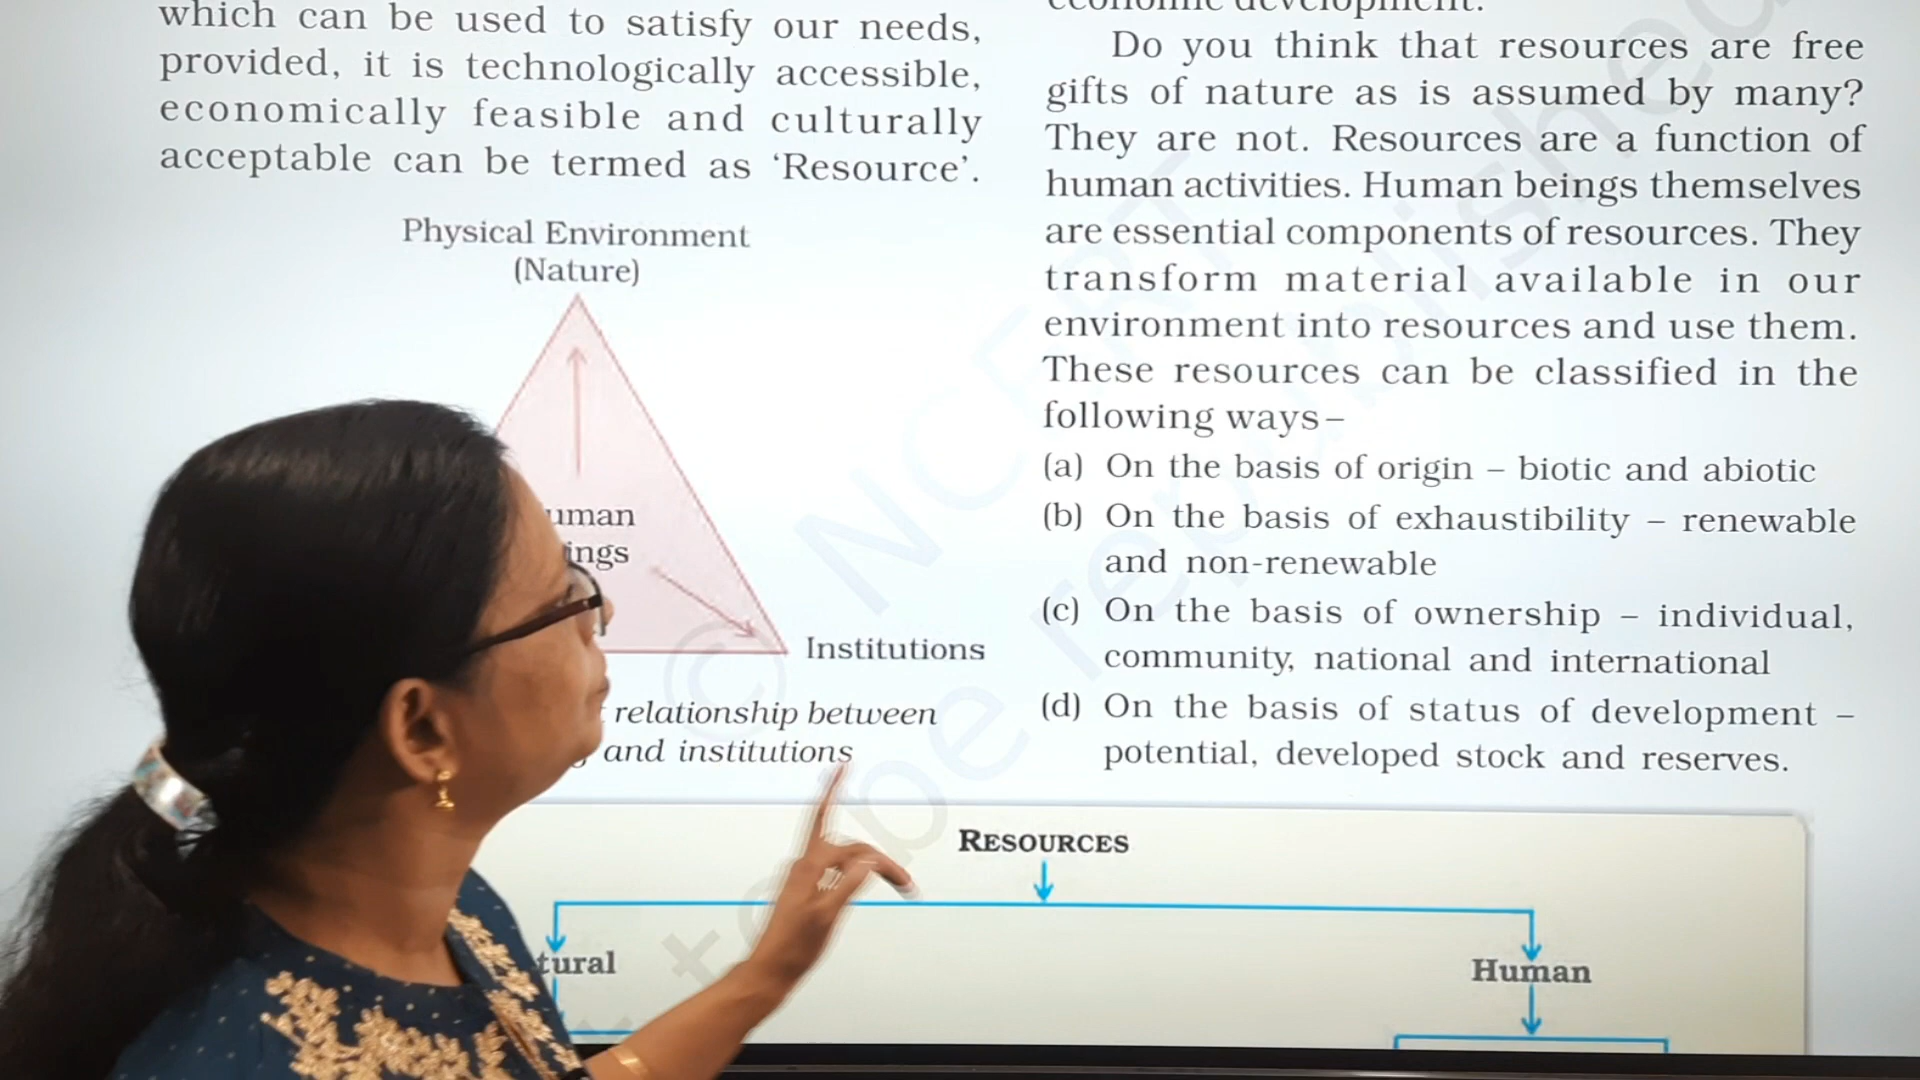 which can be used to satisfy our needs,
provided, it is technologically accessible,
economically feasible and culturally
acceptable can be termed as ‘Resource’.
Physical Environment
(Nature)
uman
ings
Institutions
relationship between
and institutions
economic development.
Do you think that resources are free
gifts of nature as is assumed by many?
They are not. Resources are a function of
human activities. Human beings themselves
are essential components of resources. They
transform material available in our
environment into resources and use them.
These resources can be classified in the
following ways–
(a) On the basis of origin – biotic and abiotic
(b) On the basis of exhaustibility – renewable
and non-renewable
(c) On the basis of ownership – individual,
community, national and international
(d) On the basis of status of development –
potential, developed stock and reserves.
RESOURCES
tural
Human
© NCERT
to be republished